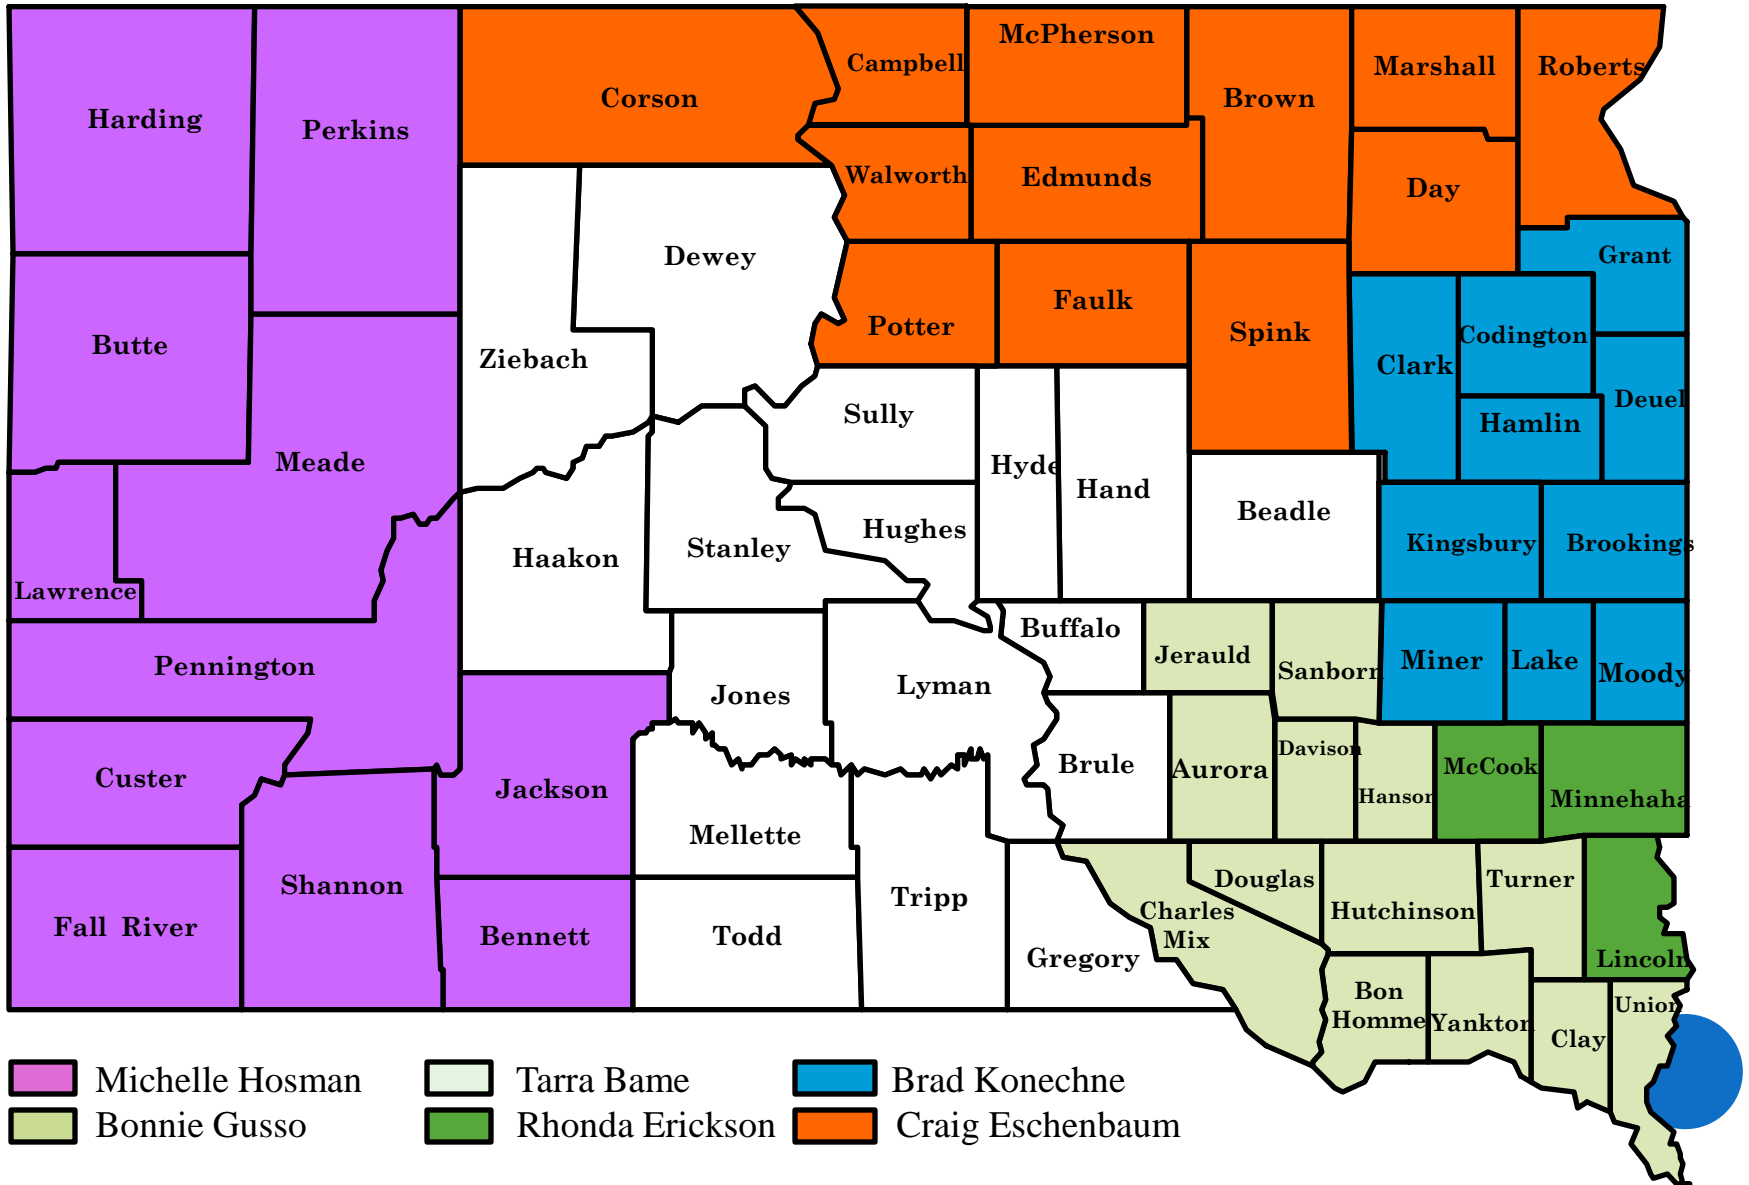 McPherson
Campbell
Marshall
Roberts
Corson
Brown
Harding
Perkins
Walworth
Edmunds
Day
Dewey
Grant
Faulk
Potter
Spink
Codington
Butte
Ziebach
Clark
Deuel
Sully
Hamlin
Meade
Hyde
Hand
Beadle
Hughes
Stanley
Haakon
Kingsbury
Brookings
Lawrence
Buffalo
Jerauld
Sanborn
Miner
Lake
Moody
Pennington
Lyman
Jones
Davison
Brule
Aurora
McCook
Custer
Jackson
Hanson
Minnehaha
Mellette
Shannon
Douglas
Turner
Tripp
Charles
Mix
Hutchinson
Fall River
Bennett
Todd
Gregory
Lincoln
Bon
Homme
Union
Yankton
Clay
Michelle Hosman
Tarra Bame
Brad Konechne
Bonnie Gusso
Rhonda Erickson
Craig Eschenbaum